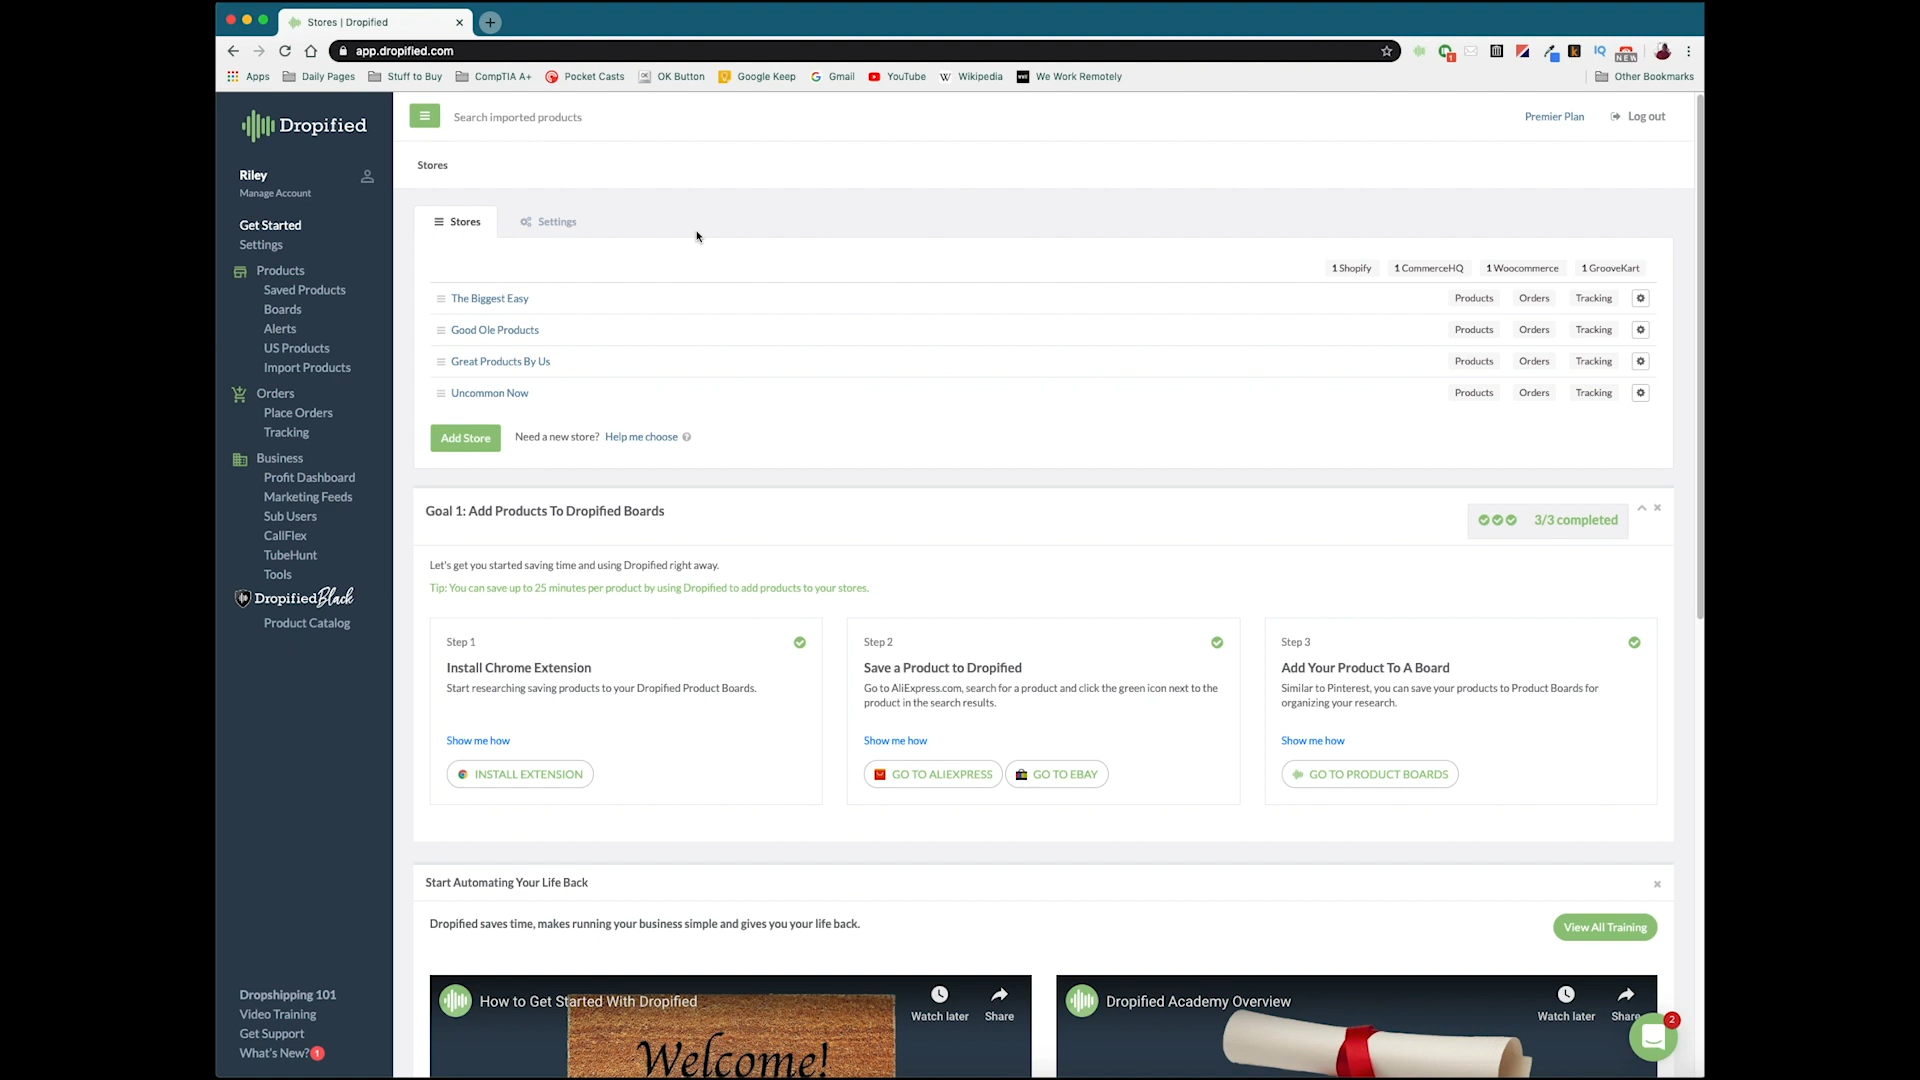 Stores | Dropified
app.dropified.com
1
NEW
Apps
Daily Pages
Stuff to Buy
CompTIA A+
Pocket Casts
OK Button
Google Keep
Gmail
YouTube
Wikipedia
We Work Remotely
Other Bookmarks
Dropified
Search imported products
Premier Plan
Log out
Riley
Manage Account
Stores
Get Started
Settings
Products
Saved Products
Boards
Alerts
US Products
Import Products
Orders
Place Orders
Tracking
Business
Profit Dashboard
Marketing Feeds
Sub Users
CallFlex
TubeHunt
Tools
Dropified Black
Product Catalog
Dropshipping 101
Video Training
Get Support
What's New? 1
Stores
Settings
1 Shopify
1 CommerceHQ
1 Woocommerce
1 GrooveKart
The Biggest Easy
Products
Orders
Tracking
Good Ole Products
Products
Orders
Tracking
Great Products By Us
Products
Orders
Tracking
Uncommon Now
Products
Orders
Tracking
Add Store
Need a new store? Help me choose
Goal 1: Add Products To Dropified Boards
3/3 completed
Let's get you started saving time and using Dropified right away.
Tip: You can save up to 25 minutes per product by using Dropified to add products to your stores.
Step 1
Install Chrome Extension
Start researching saving products to your Dropified Product Boards.
Show me how
INSTALL EXTENSION
Step 2
Save a Product to Dropified
Go to AliExpress.com, search for a product and click the green icon next to the
product in the search results.
Show me how
GO TO ALIEXPRESS
GO TO EBAY
Step 3
Add Your Product To A Board
Similar to Pinterest, you can save your products to Product Boards for
organizing your research.
Show me how
GO TO PRODUCT BOARDS
Start Automating Your Life Back
Dropified saves time, makes running your business simple and gives you your life back.
View All Training
How to Get Started With Dropified
Watch later
Share
Welcome!
Dropified Academy Overview
Watch later
Share
2